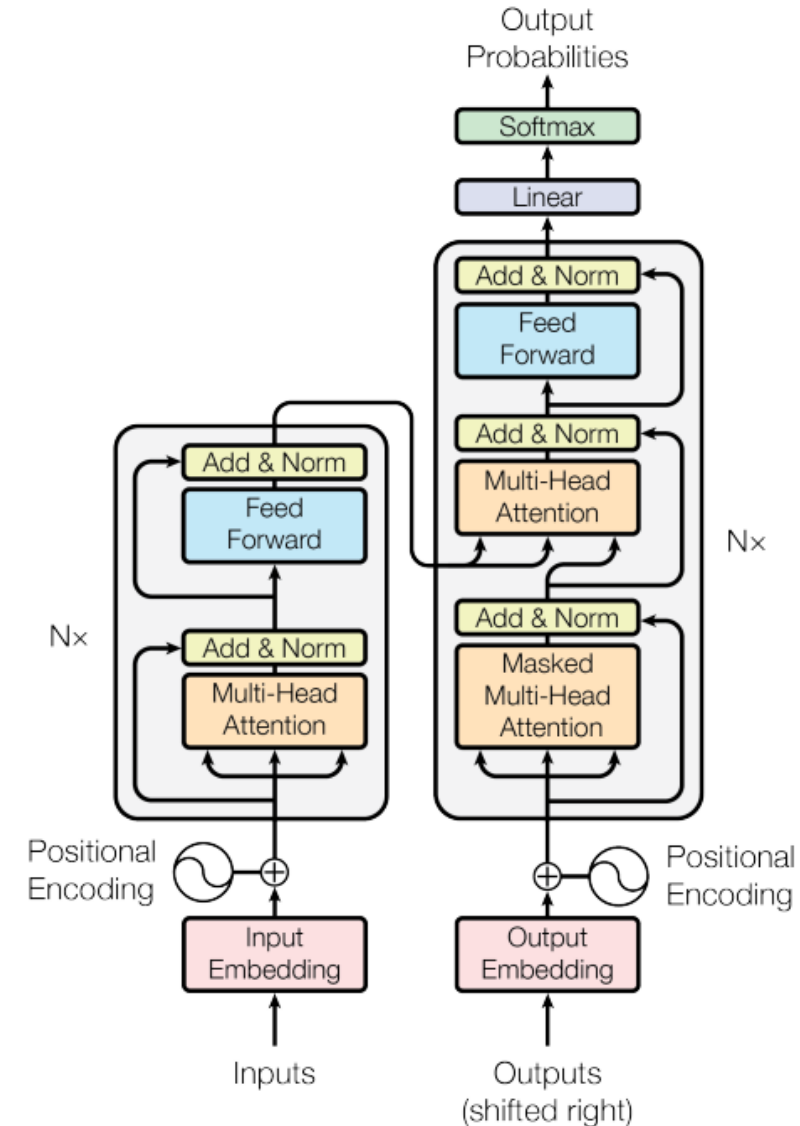 Output
Probabilities
Softmax
Linear
Add & Norm
Feed
Forward
Add & Norm
Multi-Head
Attention
N×
Add & Norm
Masked
Multi-Head
Attention
Add & Norm
Feed
Forward
Nx
Add & Norm
Multi-Head
Attention
Positional
Encoding
Positional
Encoding
Input
Embedding
Output
Embedding
Inputs
Outputs
(shifted right)